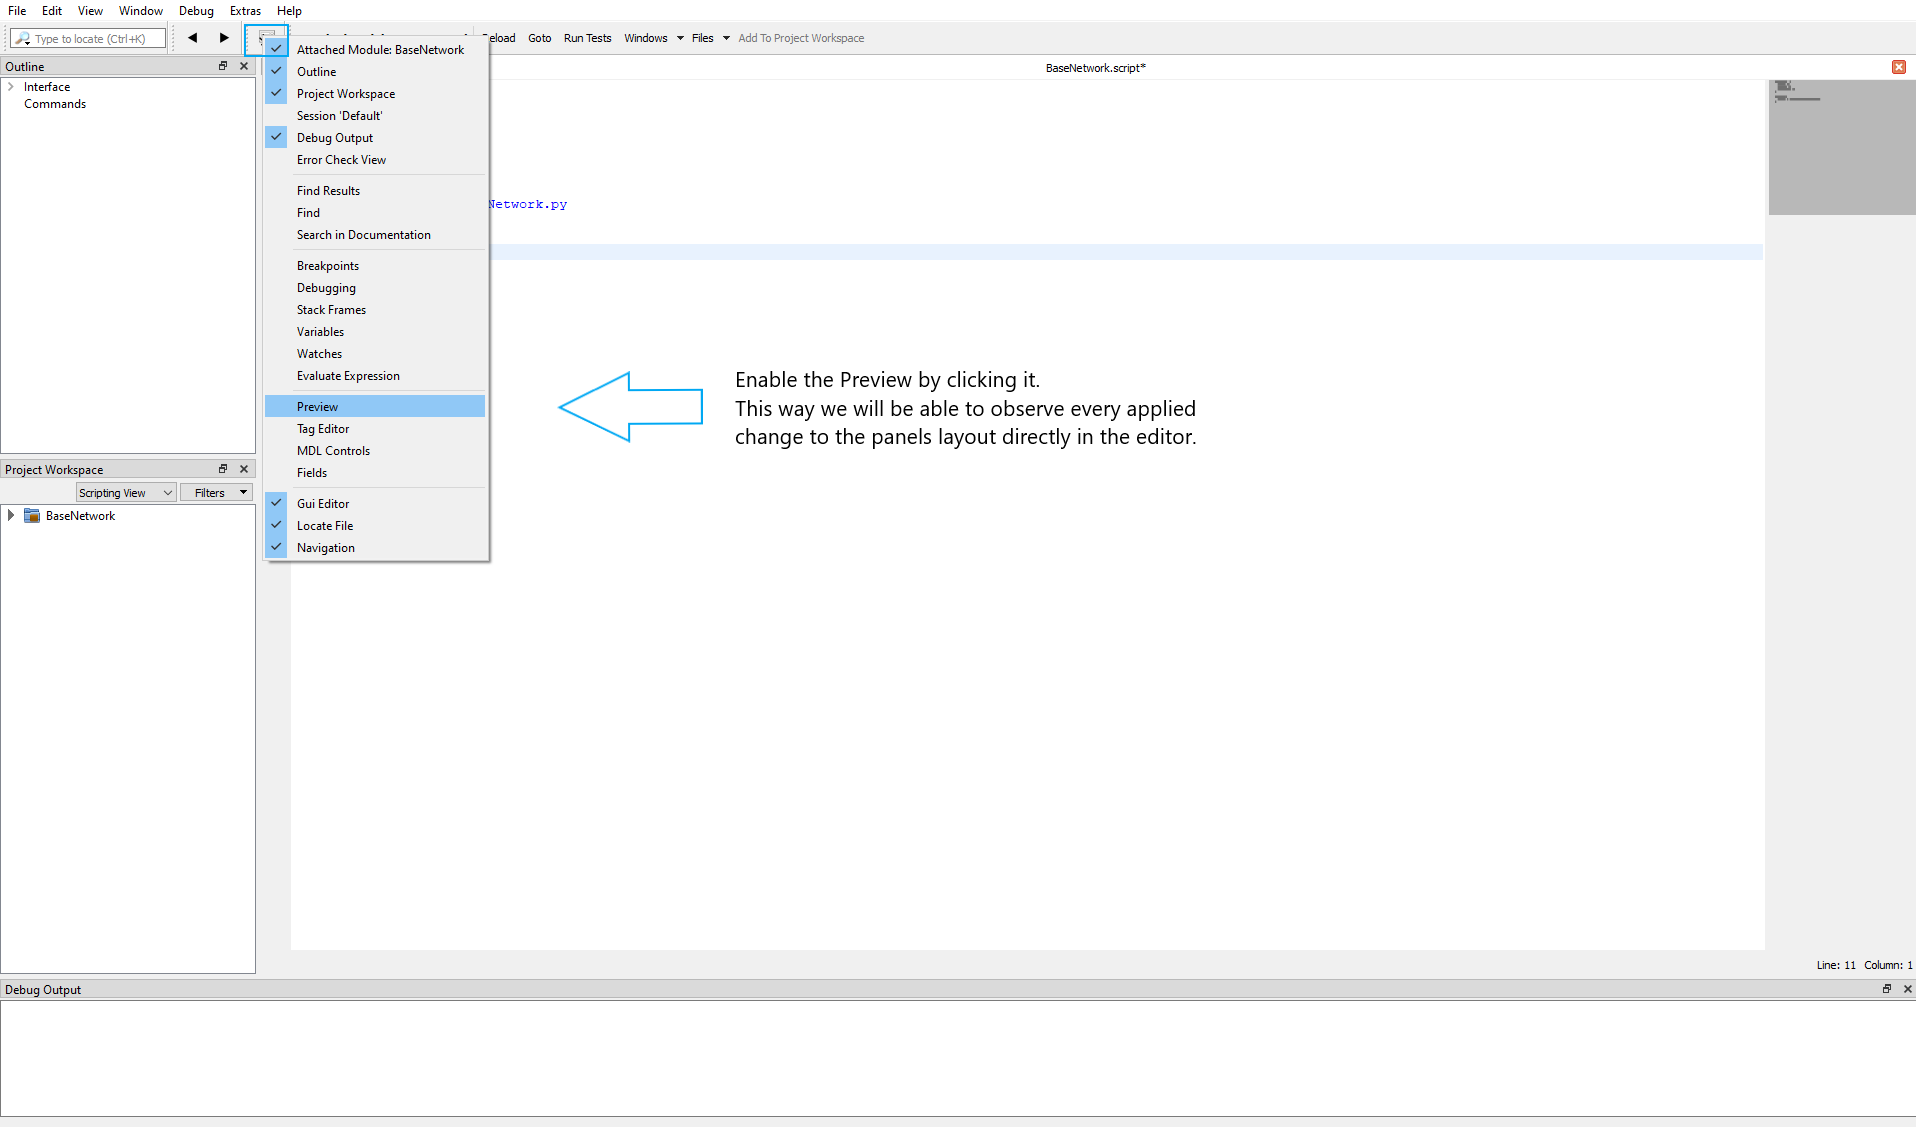 File Edit View Window Debug Extras Help
Type to locate (Ctrl+K)
eload Goto Run Tests Windows Files Add To Project Workspace
Outline
Interface
Commands
Attached Module: BaseNetwork
Outline
Project Workspace
Session 'Default'
Debug Output
Error Check View
Find Results
Find
Search in Documentation
Breakpoints
Debugging
Stack Frames
Variables
Watches
Evaluate Expression
Preview
Tag Editor
MDL Controls
Fields
Gui Editor
Locate File
Navigation
BaseNetwork.script*
Network.py
Enable the Preview by clicking it.
This way we will be able to observe every applied
change to the panels layout directly in the editor.
Project Workspace
Scripting View Filters
BaseNetwork
Line: 11 Column: 1
Debug Output